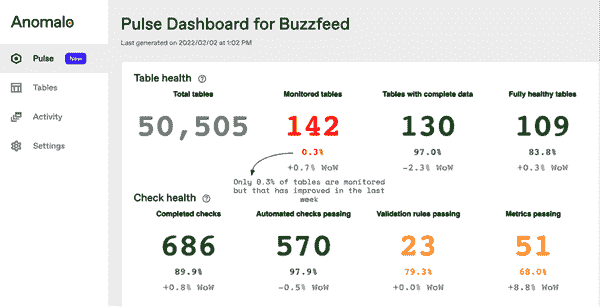 Anomalo
Pulse Dashboard for Buzzfeed
Last generated on 2022/02/02 at 1:02 PM
Pulse New
Tables
Activity
Settings
Table health ?
Total tables Monitored tables Tables with complete data Fully healthy tables
50,505 142 130 109
0.3% 97.0% 83.8%
+0.7% WoW -2.3% WoW +0.3% WoW
Only 0.3% of tables are monitored
but that has improved in the last
week
Check health ?
Completed checks Automated checks passing Validation rules passing Metrics passing
686 570 23 51
89.9% 97.9% 79.3% 68.0%
+0.8% WoW -0.5% WoW +0.0% WoW +8.8% WoW